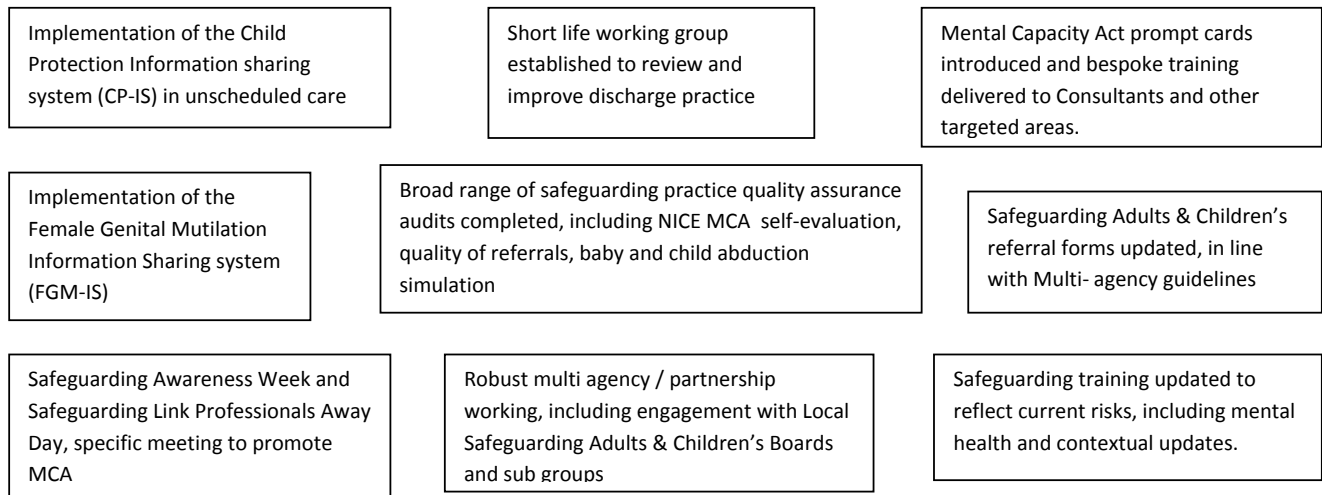 Implementation of the Child
Protection Information sharing
system (CP-IS) in unscheduled care
Short life working group
established to review and
improve discharge practice
Mental Capacity Act prompt cards
introduced and bespoke training
delivered to Consultants and other
targeted areas.
Implementation of the
Female Genital Mutilation
Information Sharing system
(FGM-IS)
Broad range of safeguarding practice quality assurance
audits completed, including NICE MCA  self-evaluation,
quality of referrals, baby and child abduction
simulation
Safeguarding Adults & Children’s
referral forms updated, in line
with Multi- agency guidelines
Safeguarding Awareness Week and
Safeguarding Link Professionals Away
Day, specific meeting to promote
MCA
Robust multi agency / partnership
working, including engagement with Local
Safeguarding Adults & Children’s Boards
and sub groups
Safeguarding training updated to
reflect current risks, including mental
health and contextual updates.